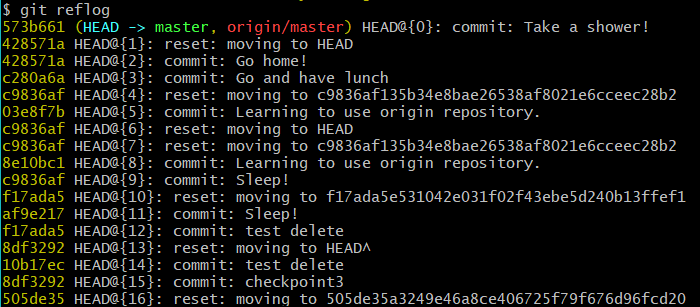 $ git reflog
573b661 (HEAD -> master, origin/master) HEAD@{0}: commit: Take a shower!
428571a HEAD@{1}: reset: moving to HEAD
428571a HEAD@{2}: commit: Go home!
c280a6a HEAD@{3}: commit: Go and have lunch
c9836af HEAD@{4}: reset: moving to c9836af135b34e8bae26538af8021e6cceec28b2
03e8f7b HEAD@{5}: commit: Learning to use origin repository.
c9836af HEAD@{6}: reset: moving to HEAD
c9836af HEAD@{7}: reset: moving to c9836af135b34e8bae26538af8021e6cceec28b2
8e10bc1 HEAD@{8}: commit: Learning to use origin repository.
c9836af HEAD@{9}: commit: Sleep!
f17ada5 HEAD@{10}: reset: moving to f17ada5e531042e031f02f43ebe5d240b13ffef1
af9e217 HEAD@{11}: commit: Sleep!
f17ada5 HEAD@{12}: commit: test delete
8df3292 HEAD@{13}: reset: moving to HEAD^
10b17ec HEAD@{14}: commit: test delete
8df3292 HEAD@{15}: commit: checkpoint3
505de35 HEAD@{16}: reset: moving to 505de35a3249e46a8ce406725f79f676d96fcd20